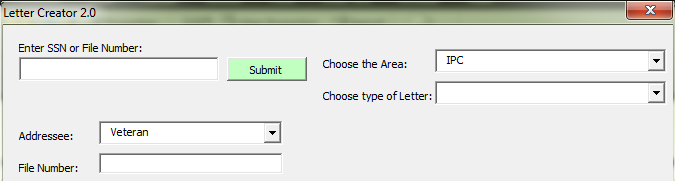 Letter Creator 2.0
Enter SSN or File Number:
Submit
Choose the Area: IPC
Choose type of Letter:
Addressee: Veteran
File Number: